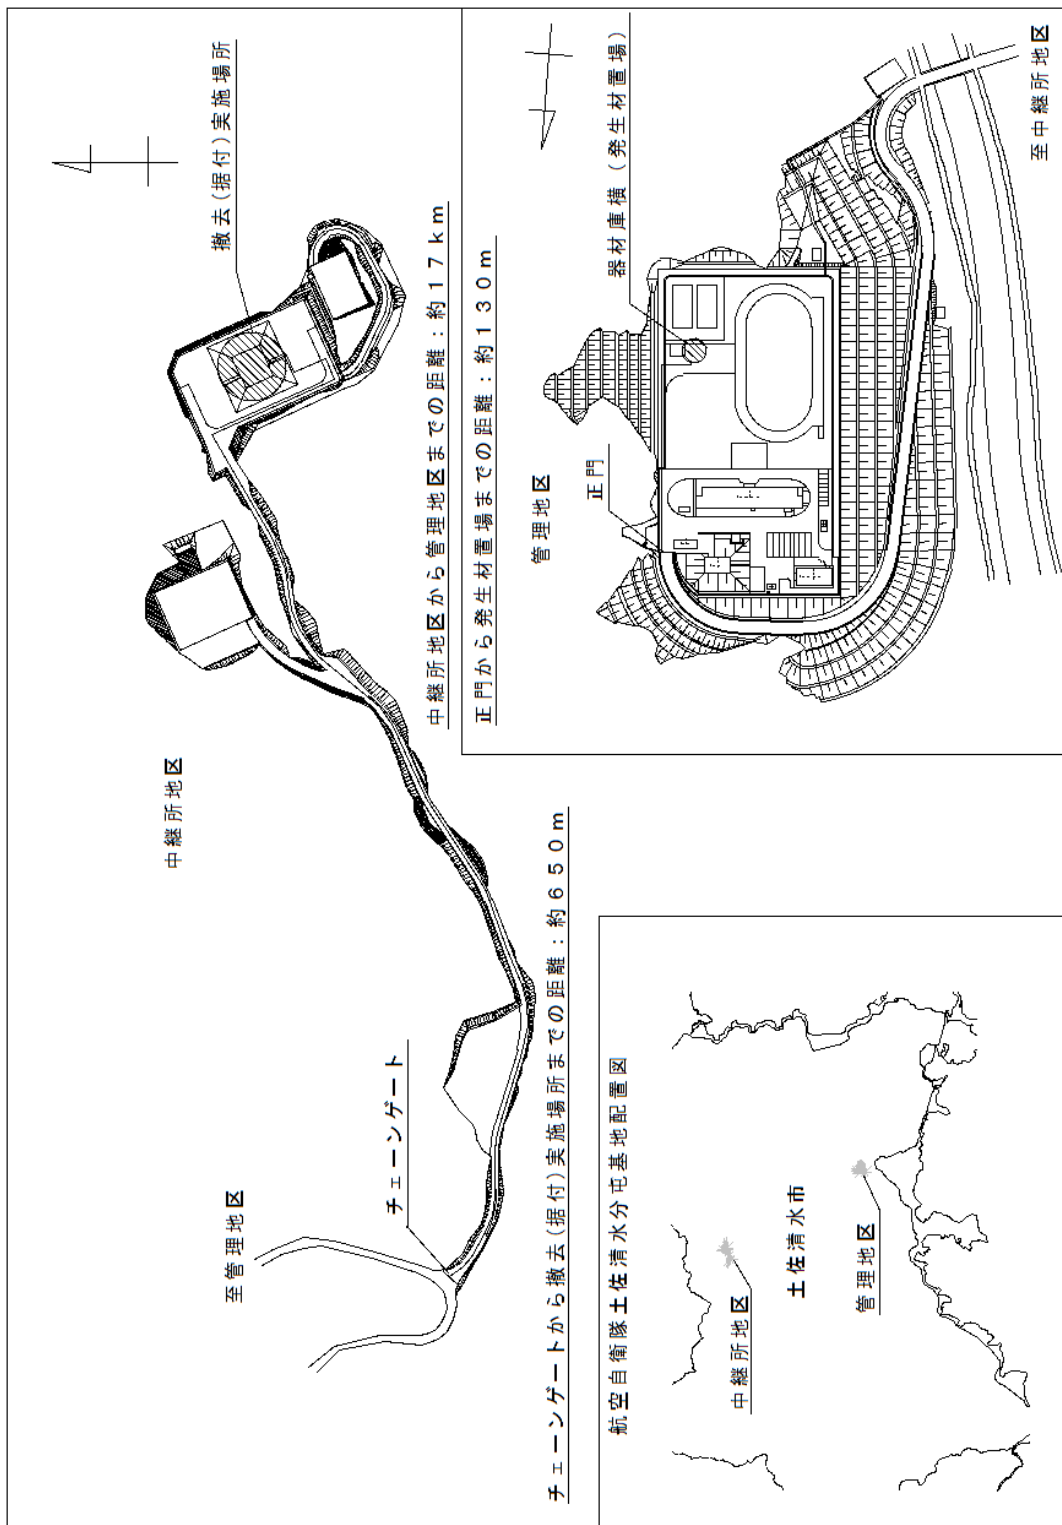 撤去(据付)実施場所
中継所地区
至管理地区
チェーンゲート
中継所地区から管理地区までの距離：約１７ｋｍ
正門から発生材置場までの距離：約１３０ｍ
チェーンゲートから撤去(据付)実施場所までの距離：約６５０ｍ
管理地区
正門
器材庫横（発生材置場）
至中継所地区
航空自衛隊土佐清水分屯基地配置図
中継所地区
土佐清水市
管理地区